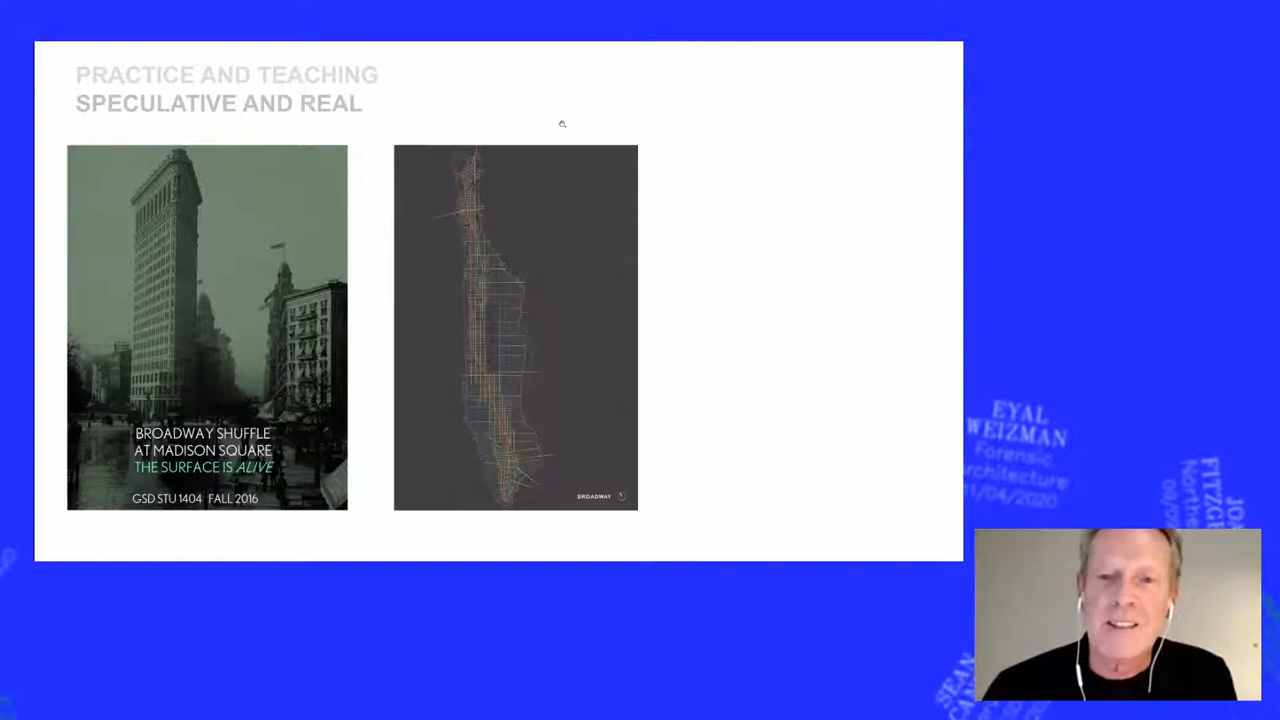 PRACTICE AND TEACHING
SPECULATIVE AND REAL
BROADWAY SHUFFLE
AT MADISON SQUARE
THE SURFACE IS ALIVE
GSD STU 1404 FALL 2016
BROADWAY
EYAL
WEIZMAN
Forensic
Architecture
11/04/2020
SEAN